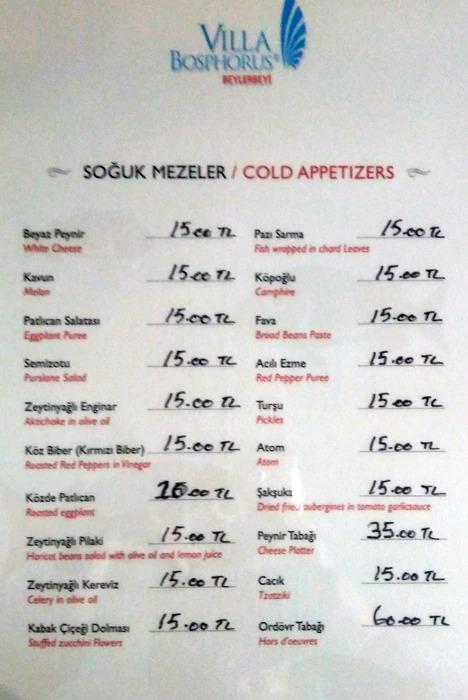 VILLA
BOSPHORUS®
BEYLERBEYİ
SOĞUK MEZELER / COLD APPETIZERS
Beyaz Peynir 15.00 TL
White Cheese
Kavun 15.00 TL
Melon
Patlıcan Salatası 15.00 TL
Eggplant Puree
Semizotu 15.00 TL
Purslane Salad
Zeytinyağlı Enginar 15.00 TL
Aktichoke in olive oil
Köz Biber (Kırmızı Biber) 15.00 TL
Roasted Red Peppers in Vinegar
Közde Patlıcan 00 TL
Roasted eggplant
Zeytinyağlı Pilaki 15.00 TL
Haricot beans salad with olive oil and lemon juice
Zeytinyağlı Kereviz 15.00 TL
Celery in olive oil
Kabak Çiçeği Dolması 15.00 TL
Stuffed zucchini Flowers
Pazı Sarma 15.00 TL
Fish wrapped in chard Leaves
Köpoğlu 15.00 TL
Camphire
Fava 15.00 TL
Broad Beans Paste
Acılı Ezme 15.00 TL
Red Pepper Puree
Turşu 15.00 TL
Pickles
Atom 15.00 TL
Atom
Şakşuka 15.00 TL
Dried fried aubergines in tomato garlicsauce
Peynir Tabağı 35.00 TL
Cheese Platter
Cacık 15.00 TL
Tzatziki
Ordövr Tabağı 60.00 TL
Hors d'oeuvres